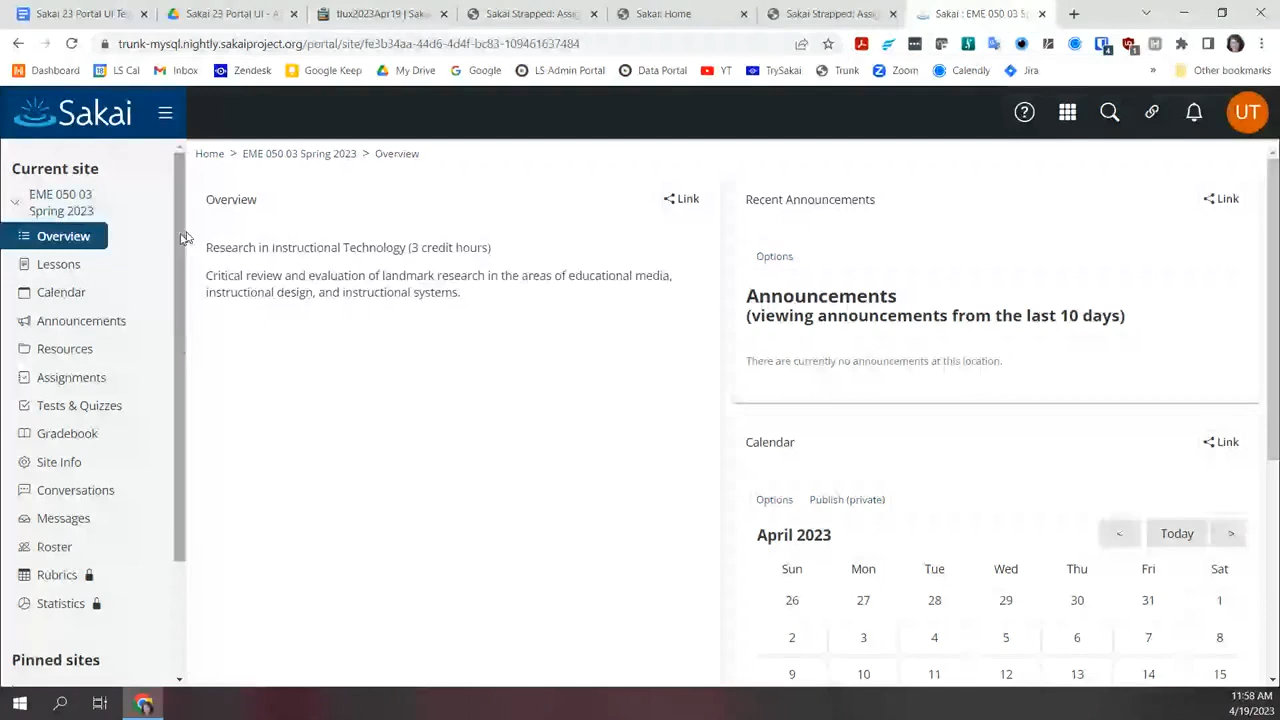 Sakai 23 Portal UI Te
Sakai 23 Portal UI - A
tlux2023Apr19 | Sakai
Sakai Strapped: Assig
Sakai: Home
Sakai Strapped: Assig
Sakai : EME 050 03 S
trunk-mysql.nightly.sakaiproject.org/portal/site/fe3b34aa-44d6-4d4f-bc83-109461637484
Dashboard
LS Cal
Inbox
Zendesk
Google Keep
My Drive
Google
LS Admin Portal
Data Portal
YT
TrySakai
Trunk
Zoom
Calendly
Jira
»
Other bookmarks
Sakai
UT
Current site
EME 050 03
Spring 2023
Overview
Lessons
Calendar
Announcements
Resources
Assignments
Tests & Quizzes
Gradebook
Site Info
Conversations
Messages
Roster
Rubrics
Statistics
Pinned sites
Home > EME 050 03 Spring 2023 > Overview
Overview
Link
Research in instructional Technology (3 credit hours)
Critical review and evaluation of landmark research in the areas of educational media,
instructional design, and instructional systems.
Recent Announcements
Link
Options
Announcements
(viewing announcements from the last 10 days)
There are currently no announcements at this location.
Calendar
Link
Options Publish (private)
April 2023
< Today >
Sun Mon Tue Wed Thu Fri Sat
26 27 28 29 30 31 1
2 3 4 5 6 7 8
9 10 11 12 13 14 15
11:58 AM
4/19/2023